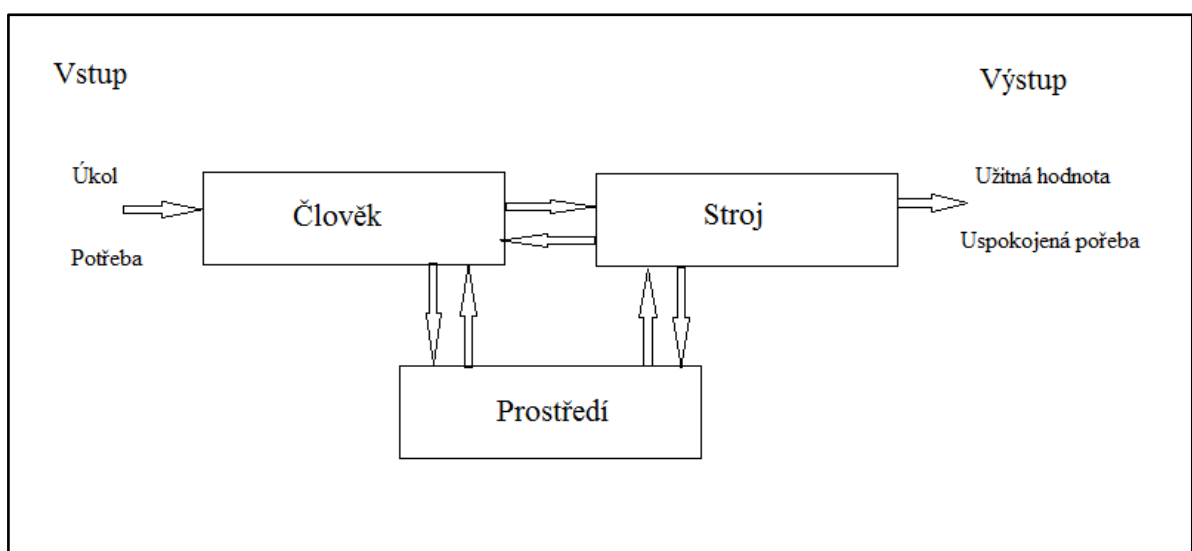 Vstup
Výstup
Úkol
Užitná hodnota
Člověk
Stroj
Potřeba
Uspokojená pořeba
Prostředí